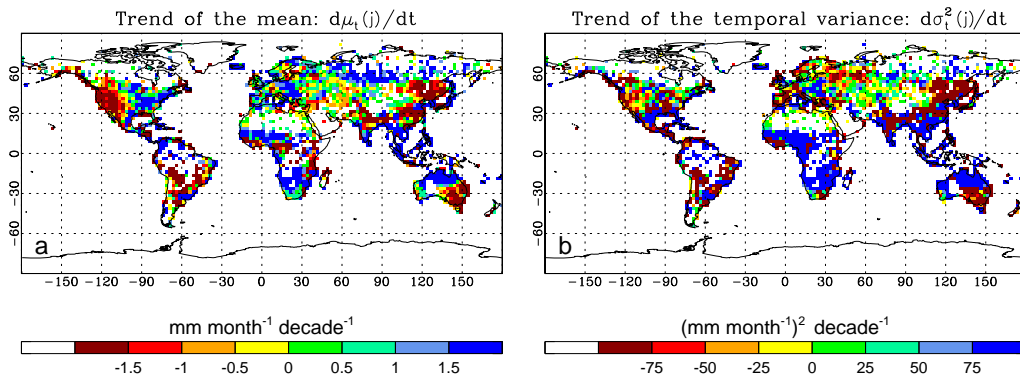 Trend of the mean: dμ_t(j)/dt
60
30
0
−30
−60
a
−150 −120 −90 −60 −30 0 30 60 90 120 150
mm month⁻¹ decade⁻¹
-1.5 -1 -0.5 0 0.5 1 1.5
Trend of the temporal variance: dσ_t²(j)/dt
60
30
0
−30
−60
b
−150 −120 −90 −60 −30 0 30 60 90 120 150
(mm month⁻¹)² decade⁻¹
-75 -50 -25 0 25 50 75